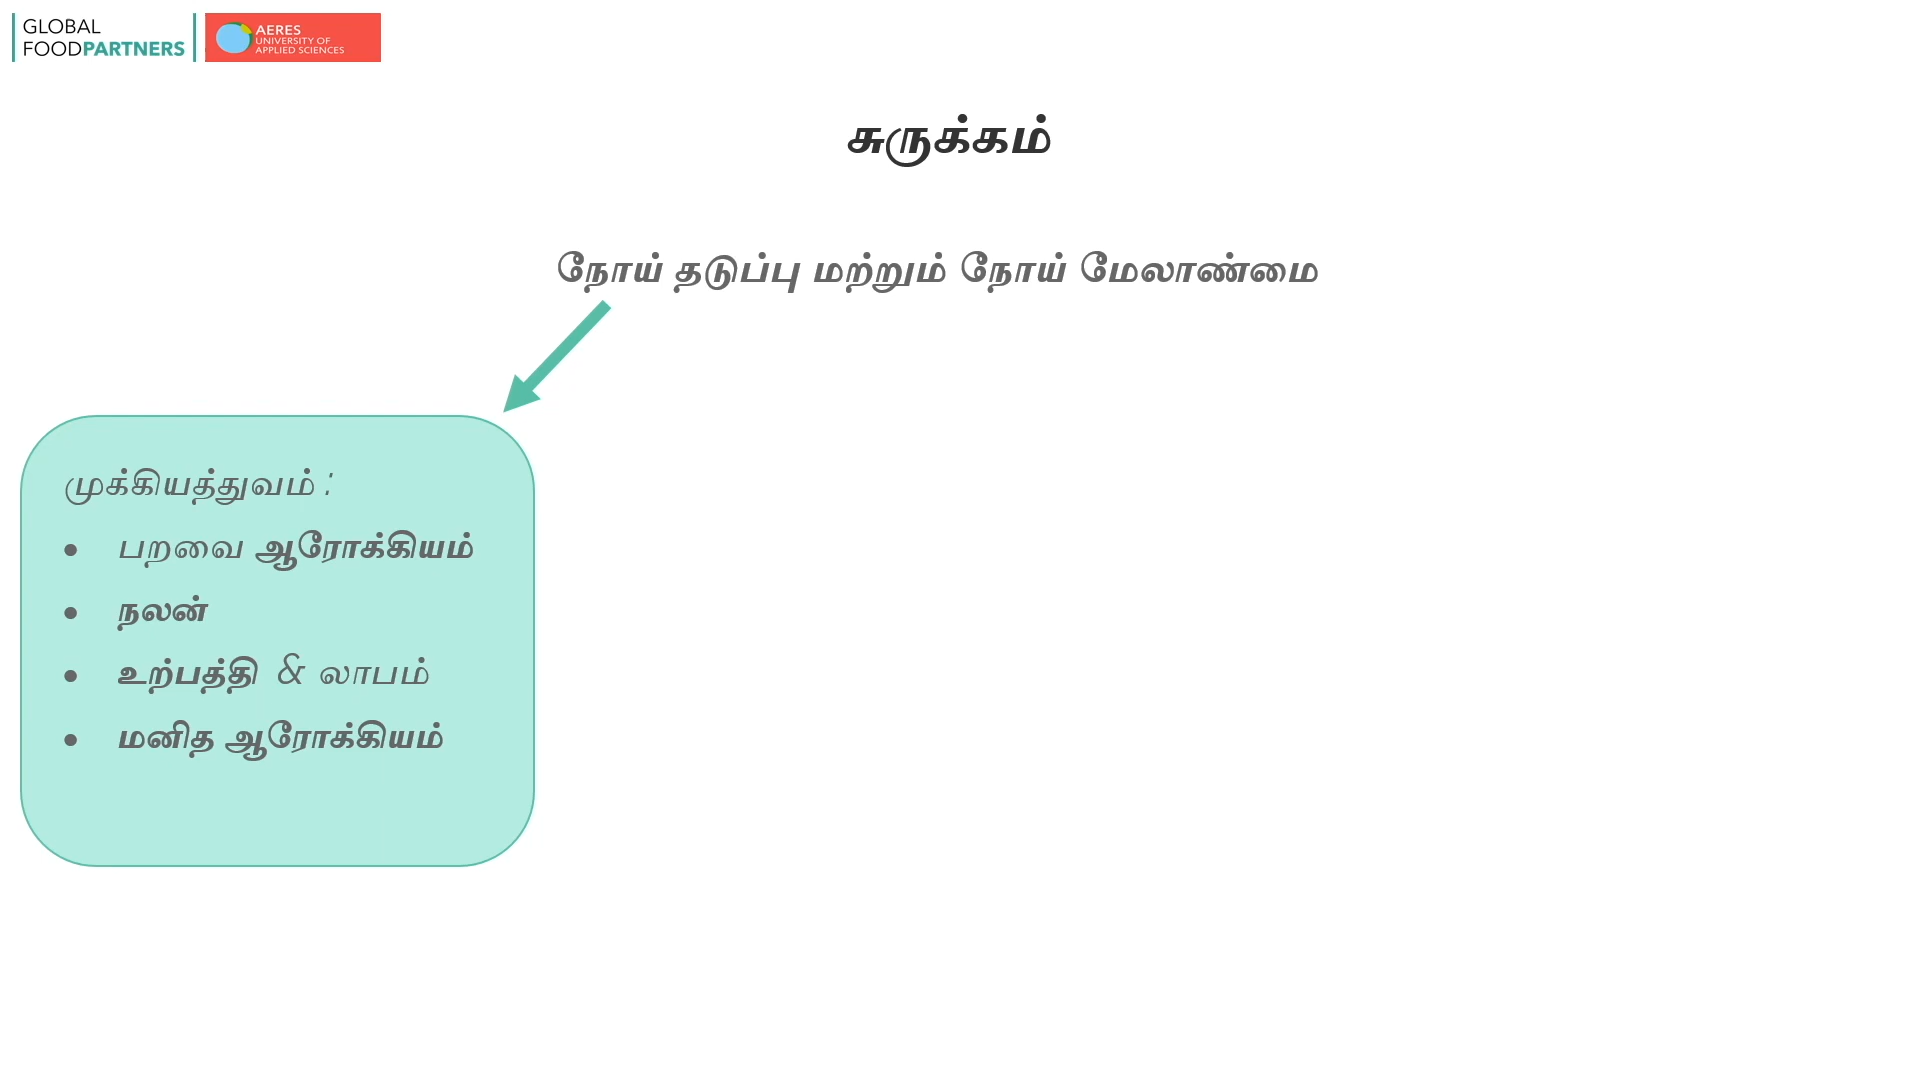 GLOBAL
FOODPARTNERS
AERES
UNIVERSITY OF
APPLIED SCIENCES
சுருக்கம்
நோய் தடுப்பு மற்றும் நோய் மேலாண்மை
முக்கியத்துவம் :
• பறவை ஆரோக்கியம்
• நலன்
• உற்பத்தி & லாபம்
• மனித ஆரோக்கியம்